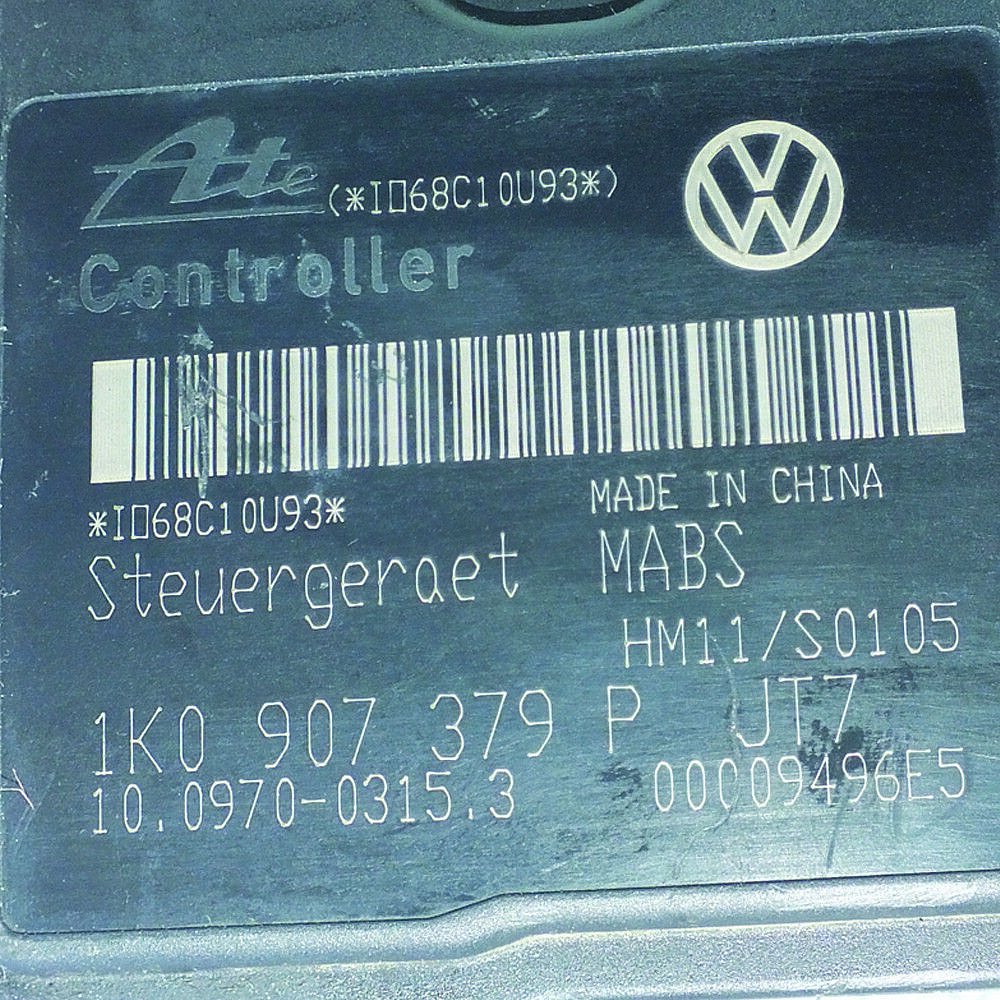 Ate (*I□68C10U93*)
Controller
*I□68C10U93*
MADE IN CHINA
Steuergeraet MABS
HM11/S0105
1K0 907 379 P JT7
10.0970-0315.3 00C09496E5